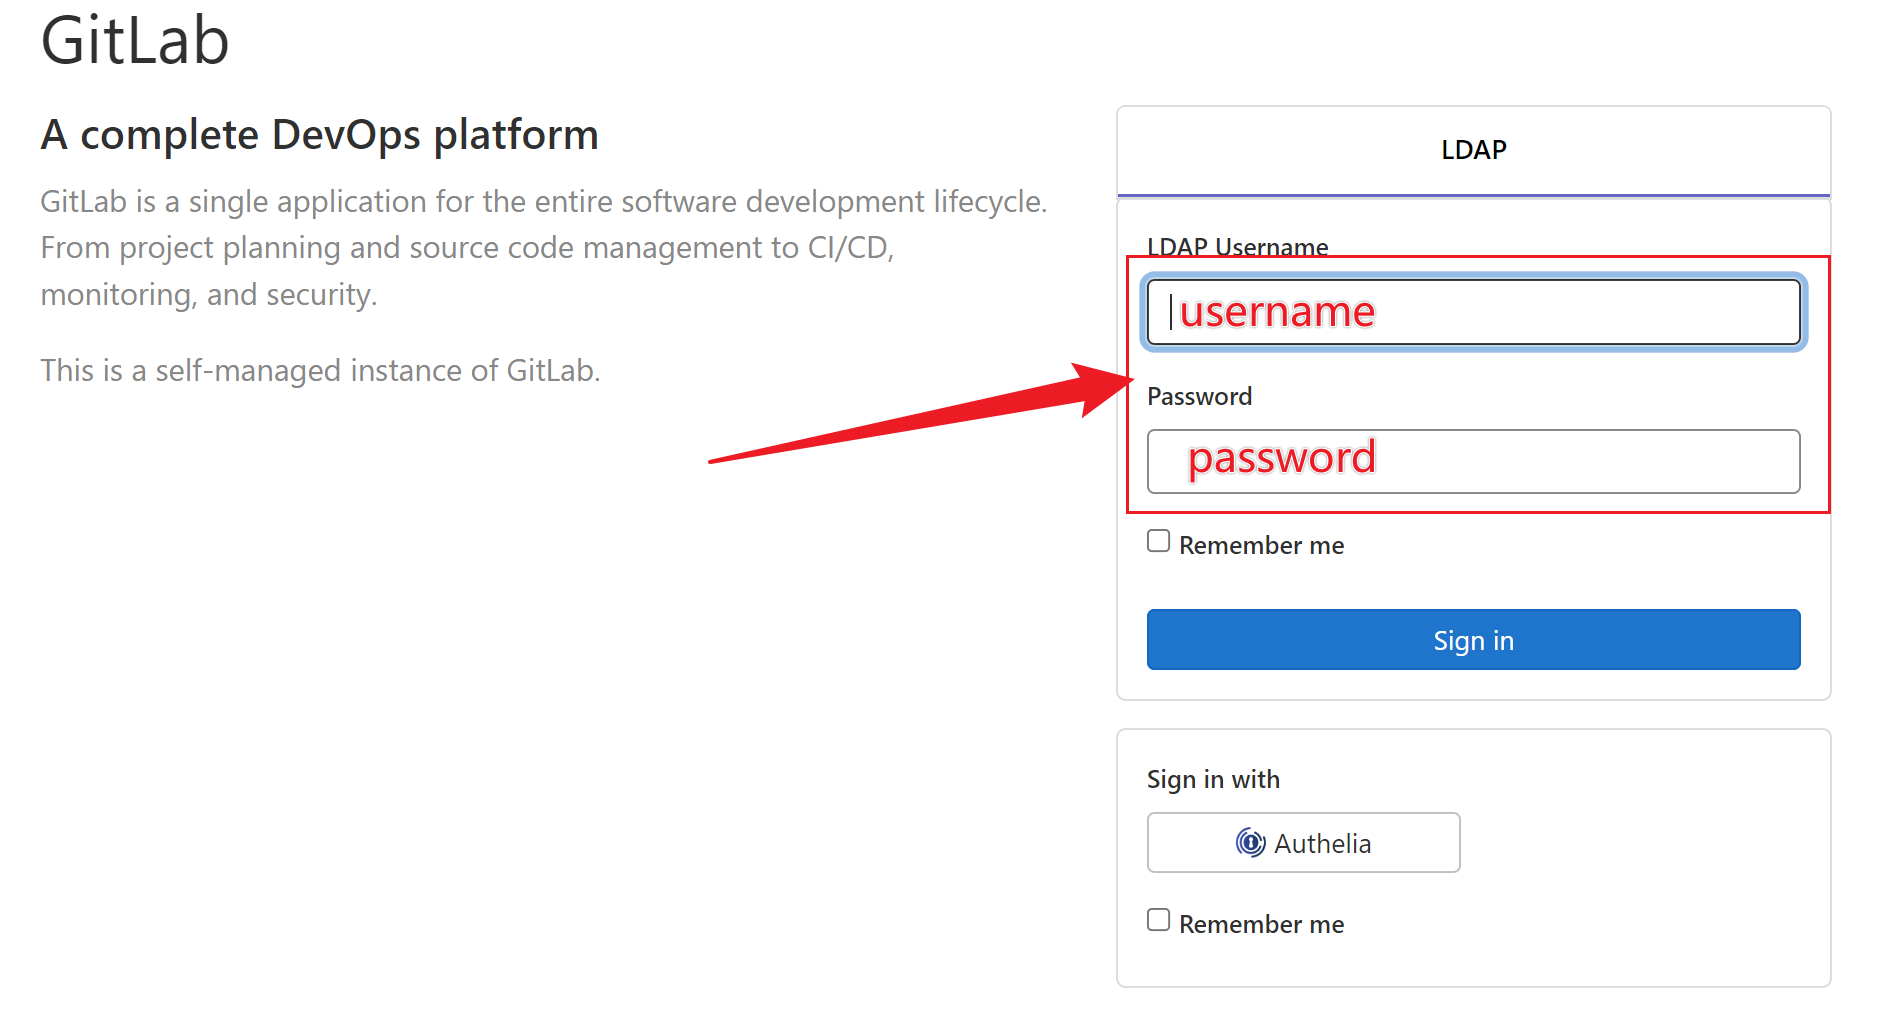 GitLab
A complete DevOps platform
GitLab is a single application for the entire software development lifecycle.
From project planning and source code management to CI/CD,
monitoring, and security.
This is a self-managed instance of GitLab.
LDAP
LDAP Username
username
Password
password
Remember me
Sign in
Sign in with
Authelia
Remember me